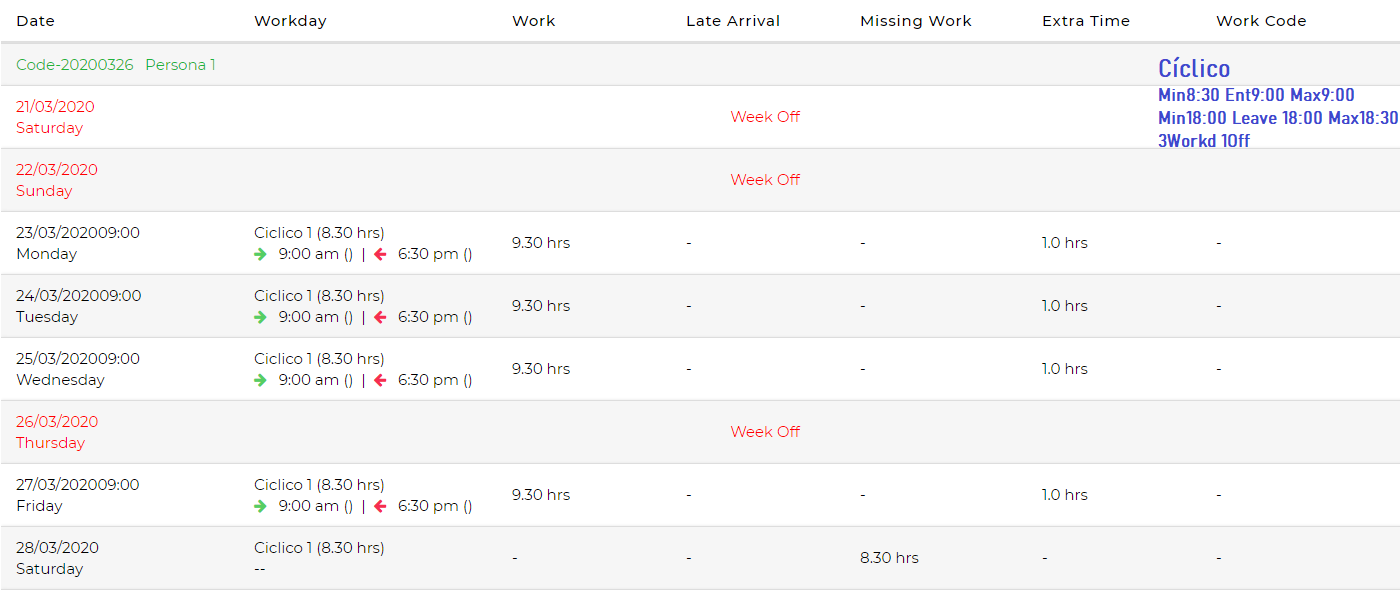 Date Workday Work Late Arrival Missing Work Extra Time Work Code
Code-20200326 Persona 1
Cíclico
Min8:30 Ent9:00 Max9:00
Min18:00 Leave 18:00 Max18:30
3Workd 1Off
21/03/2020
Saturday
Week Off
22/03/2020
Sunday
Week Off
23/03/202009:00
Monday
Ciclico 1 (8.30 hrs)
→ 9:00 am () | ← 6:30 pm ()
9.30 hrs - - 1.0 hrs -
24/03/202009:00
Tuesday
Ciclico 1 (8.30 hrs)
→ 9:00 am () | ← 6:30 pm ()
9.30 hrs - - 1.0 hrs -
25/03/202009:00
Wednesday
Ciclico 1 (8.30 hrs)
→ 9:00 am () | ← 6:30 pm ()
9.30 hrs - - 1.0 hrs -
26/03/2020
Thursday
Week Off
27/03/202009:00
Friday
Ciclico 1 (8.30 hrs)
→ 9:00 am () | ← 6:30 pm ()
9.30 hrs - - 1.0 hrs -
28/03/2020
Saturday
Ciclico 1 (8.30 hrs)
--
- - 8.30 hrs - -